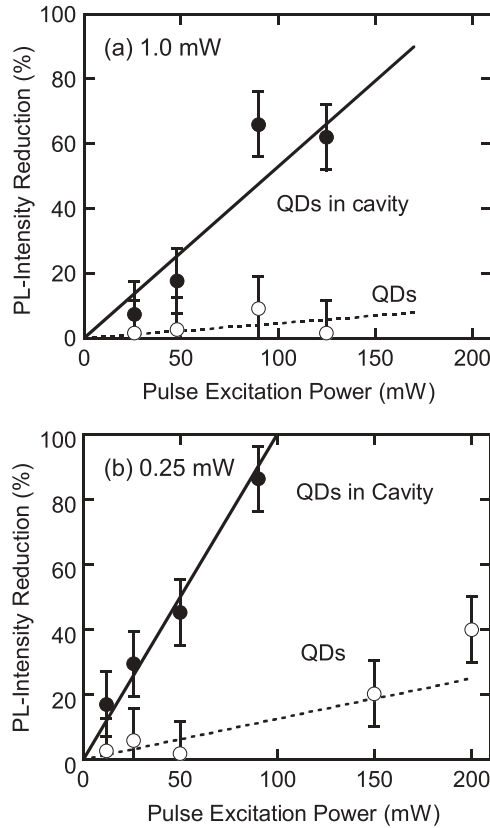 100
(a) 1.0 mW
80
60
40
QDs in cavity
20
QDs
0
0 50 100 150 200
Pulse Excitation Power (mW)
PL-Intensity Reduction (%)
100
(b) 0.25 mW
QDs in Cavity
80
60
40
QDs
20
0
0 50 100 150 200
Pulse Excitation Power (mW)
PL-Intensity Reduction (%)